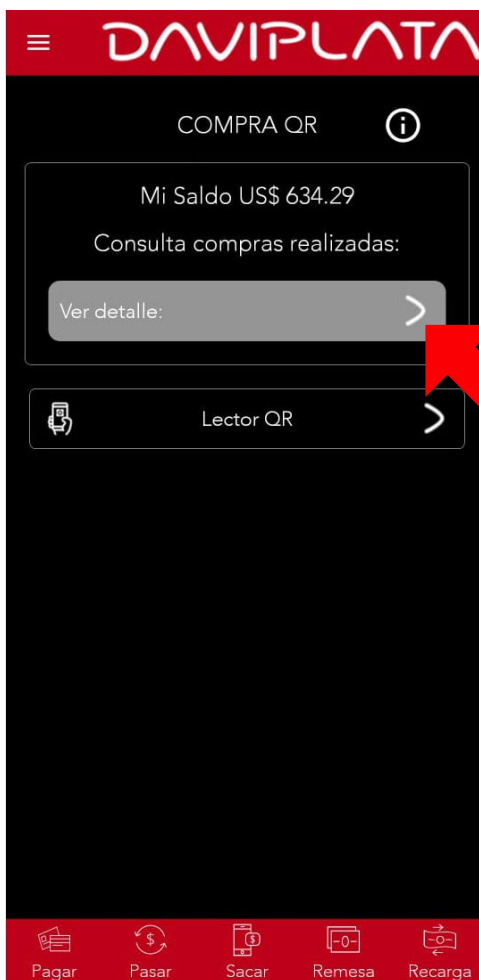 DAVIPLATA
COMPRA QR
Mi Saldo US$ 634.29
Consulta compras realizadas:
Ver detalle:
Lector QR
Pagar Pasar Sacar Remesa Recarga